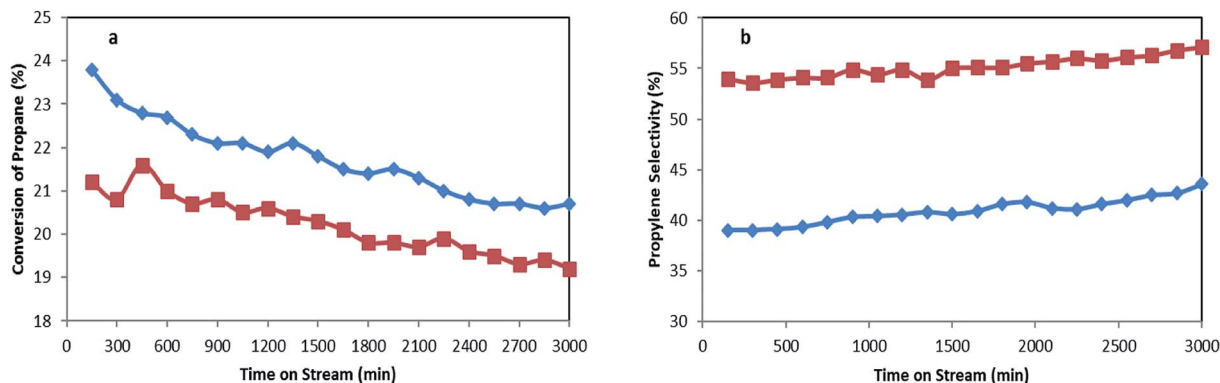 a
Conversion of Propane (%)
25
24
23
22
21
20
19
18
0 300 600 900 1200 1500 1800 2100 2400 2700 3000
Time on Stream (min)
b
Propylene Selectivity (%)
60
55
50
45
40
35
30
0 500 1000 1500 2000 2500 3000
Time on Stream (min)